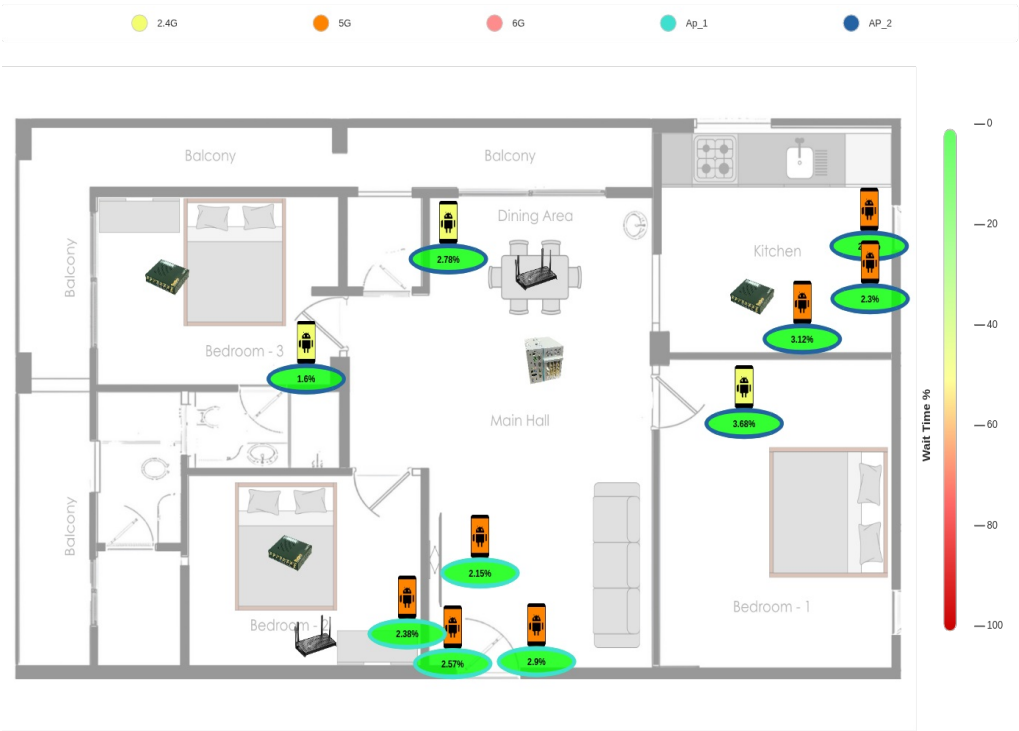 2.4G
5G
6G
Ap_1
AP_2
0
20
40
60
80
100
Wait Time %
Balcony
Balcony
Balcony
Balcony
Dining Area
Kitchen
2.78%
2.3%
3.12%
Bedroom - 3
1.6%
Main Hall
3.68%
2.15%
Bedroom - 1
Bedroom - 2
2.38%
2.57%
2.9%